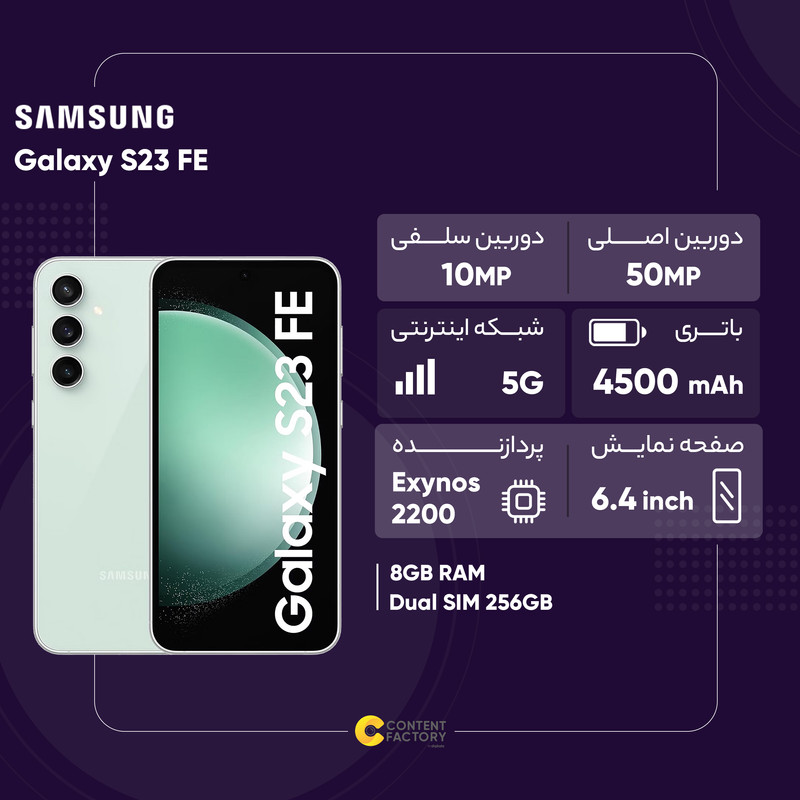 SAMSUNG
Galaxy S23 FE
دوربین اصلی
50MP
دوربین سلفی
10MP
باتری
4500 mAh
شبکه اینترنتی
5G
صفحه نمایش
6.4 inch
پردازنده
Exynos
2200
8GB RAM
Dual SIM 256GB
SAMSUNG
Galaxy S23 FE
CONTENT
FACTORY